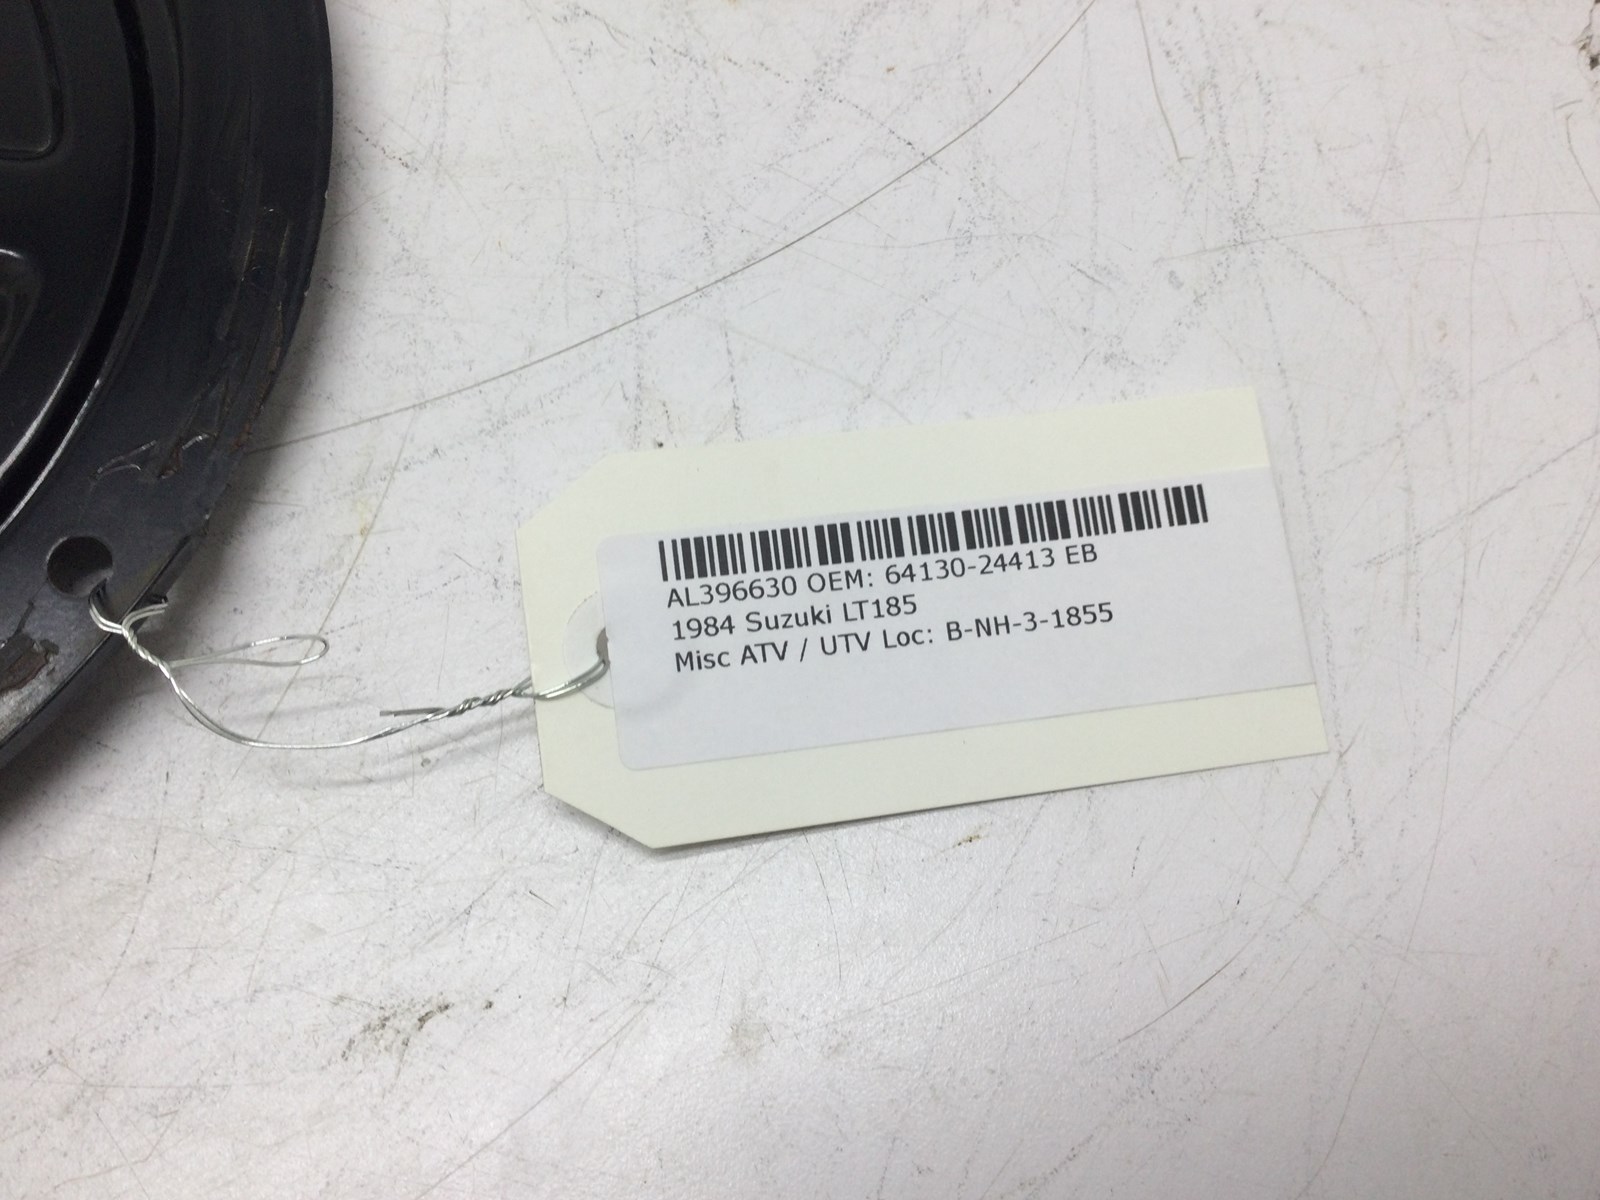 AL396630 OEM: 64130-24413 EB
1984 Suzuki LT185
Misc ATV / UTV Loc: B-NH-3-1855